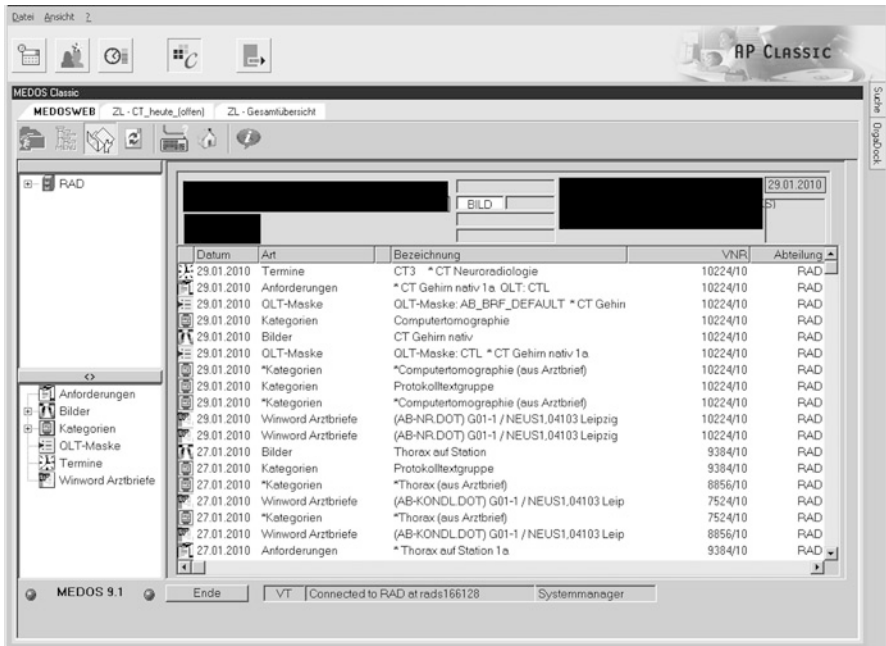 Datei Ansicht ?
AP CLASSIC
MEDOS Classic
MEDOSWEB ZL - CT_heute_(offen) ZL - Gesamtübersicht
Suche
OrgaDock
RAD
29.01.2010
BILD
Datum Art Bezeichnung VNR Abteilung
29.01.2010 Termine CT3 * CT Neuroradiologie 10224/10 RAD
29.01.2010 Anforderungen * CT Gehirn nativ 1a QLT: CTL 10224/10 RAD
29.01.2010 QLT-Maske QLT-Maske: AB_BRF_DEFAULT * CT Gehirn 10224/10 RAD
29.01.2010 Kategorien Computertomographie 10224/10 RAD
29.01.2010 Bilder CT Gehirn nativ 10224/10 RAD
29.01.2010 QLT-Maske QLT-Maske: CTL * CT Gehirn nativ 1a 10224/10 RAD
29.01.2010 *Kategorien *Computertomographie (aus Arztbrief) 10224/10 RAD
29.01.2010 Kategorien Protokolltextgruppe 10224/10 RAD
29.01.2010 *Kategorien *Computertomographie (aus Arztbrief) 10224/10 RAD
29.01.2010 Winword Arztbriefe (AB-NR.DOT) G01-1 / NEUS1,04103 Leipzig 10224/10 RAD
29.01.2010 Winword Arztbriefe (AB-NR.DOT) G01-1 / NEUS1,04103 Leipzig 10224/10 RAD
27.01.2010 Bilder Thorax auf Station 9384/10 RAD
27.01.2010 Kategorien Protokolltextgruppe 9384/10 RAD
27.01.2010 *Kategorien *Thorax (aus Arztbrief) 8856/10 RAD
27.01.2010 Winword Arztbriefe (AB-KONDL.DOT) G01-1 / NEUS1,04103 Leip 7524/10 RAD
27.01.2010 *Kategorien *Thorax (aus Arztbrief) 7524/10 RAD
27.01.2010 Winword Arztbriefe (AB-KONDL.DOT) G01-1 / NEUS1,04103 Leip 8856/10 RAD
27.01.2010 Anforderungen * Thorax auf Station 1a 9384/10 RAD
Anforderungen
Bilder
Kategorien
QLT-Maske
Termine
Winword Arztbriefe
MEDOS 9.1 Ende VT Connected to RAD at rads166128 Systemmanager